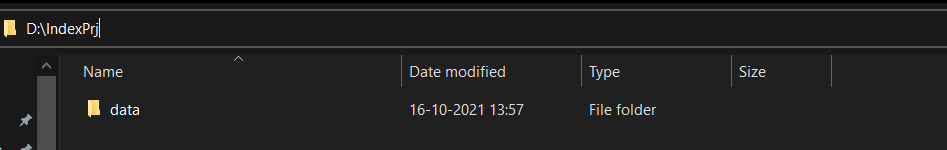 D:\IndexPrj
Name Date modified Type Size
data 16-10-2021 13:57 File folder